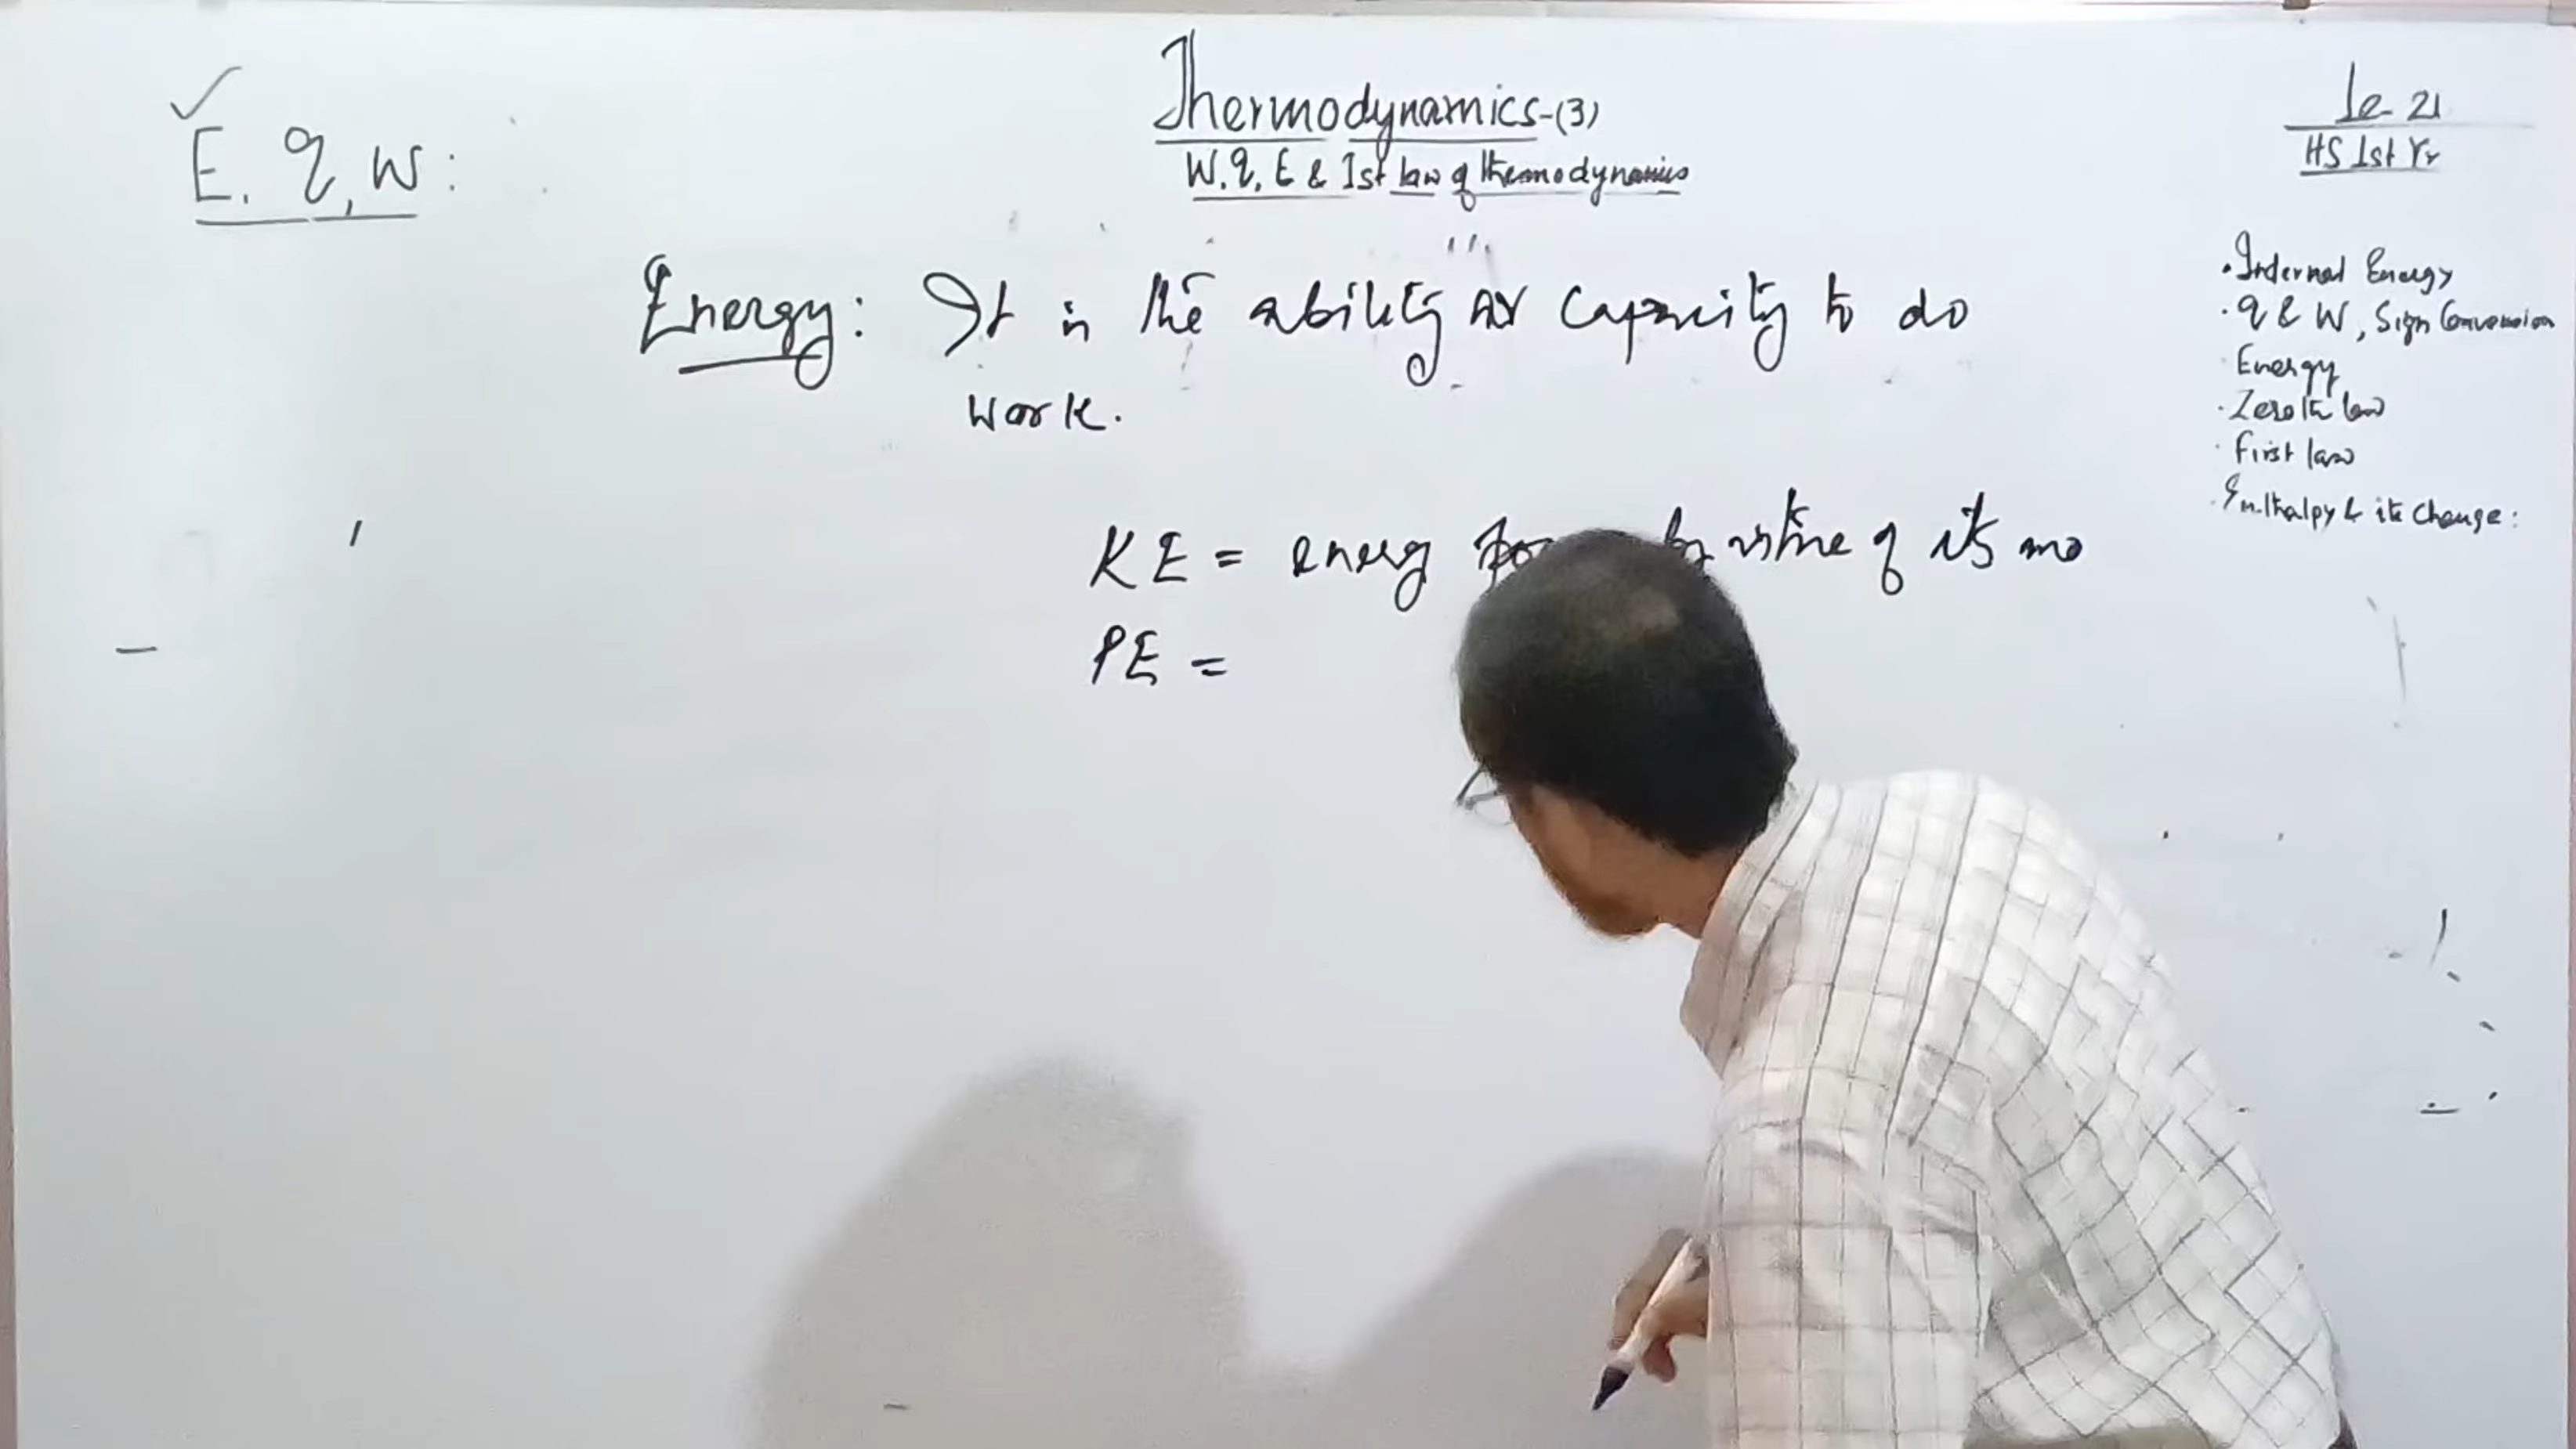 Thermodynamics-(3)
W, q, E & Ist law of thermodynamics
Le-21
HS 1st Yr
E, q, W:
Energy: It is the ability or Capacity to do
work.
KE = energ by virtue of its mo
PE =
• Internal Energy
• q & W, Sign Convension
• Energy
• Zeroth law
• First law
• Enthalpy & its change: